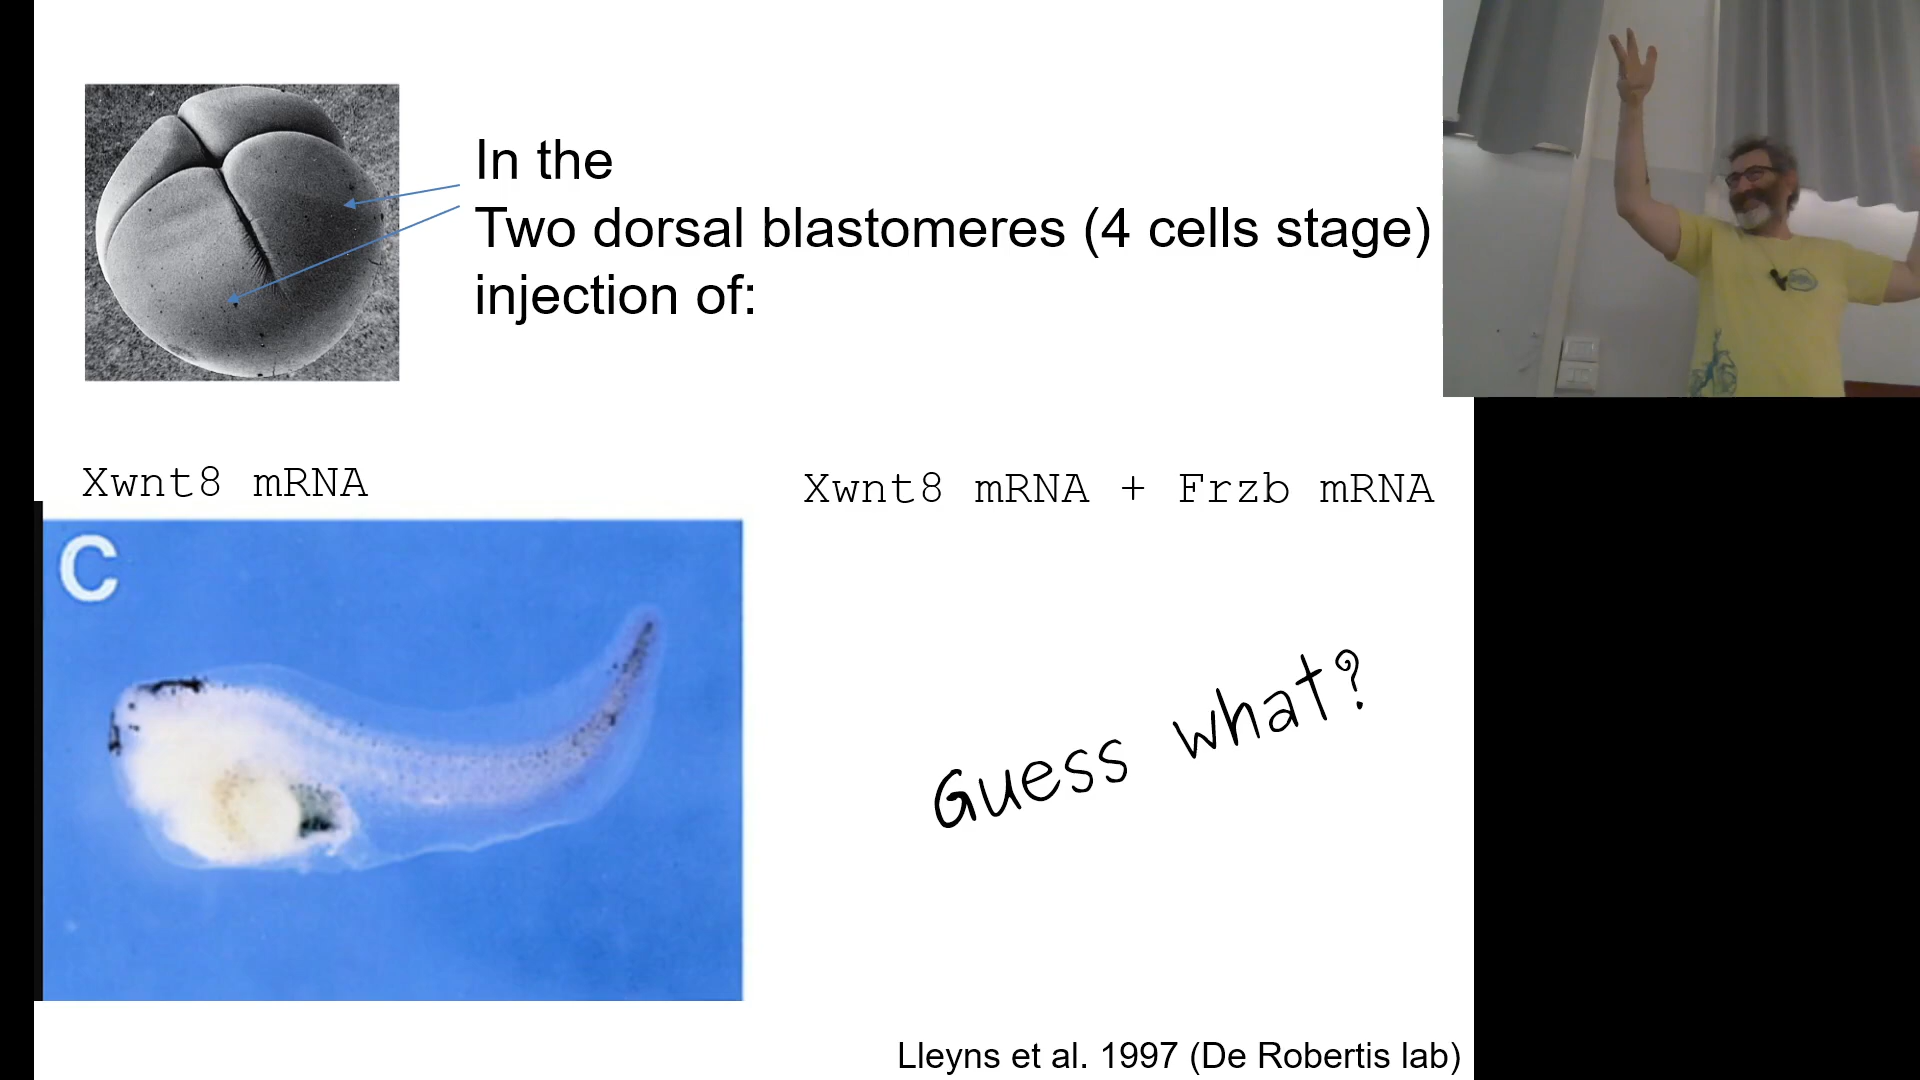 In the
Two dorsal blastomeres (4 cells stage)
injection of:
Xwnt8 mRNA
Xwnt8 mRNA + Frzb mRNA
C
Guess what?
Lleyns et al. 1997 (De Robertis lab)